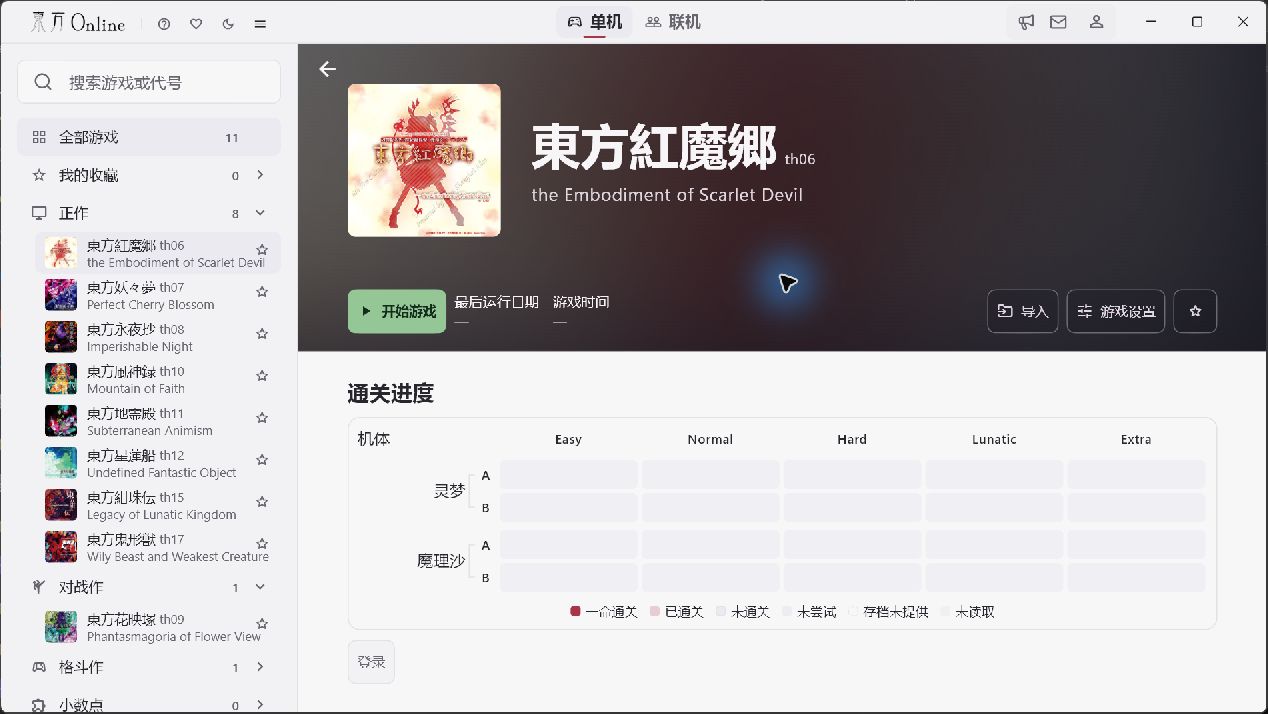 東方Online
单机
联机
搜索游戏或代号
全部游戏 11
我的收藏 0
正作 8
東方紅魔郷 th06
the Embodiment of Scarlet Devil
東方妖々夢 th07
Perfect Cherry Blossom
東方永夜抄 th08
Imperishable Night
東方風神録 th10
Mountain of Faith
東方地霊殿 th11
Subterranean Animism
東方星蓮船 th12
Undefined Fantastic Object
東方紺珠伝 th15
Legacy of Lunatic Kingdom
東方鬼形獣 th17
Wily Beast and Weakest Creature
对战作 1
東方花映塚 th09
Phantasmagoria of Flower View
格斗作 1
小数点 0
東方紅魔郷
東方紅魔郷 th06
the Embodiment of Scarlet Devil
开始游戏
最后运行日期 游戏时间
— —
导入
游戏设置
通关进度
机体 Easy Normal Hard Lunatic Extra
灵梦
A
B
魔理沙
A
B
一命通关 已通关 未通关 未尝试 存档未提供 未读取
登录